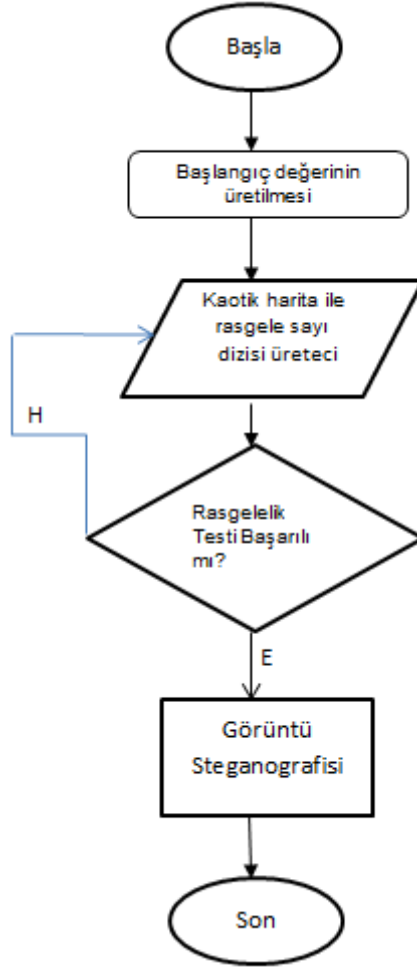 Başla
Başlangıç değerinin
üretilmesi
Kaotik harita ile
rasgele sayı
dizisi üreteci
H
Rasgelelik
Testi Başarılı
mı?
E
Görüntü
Steganografisi
Son